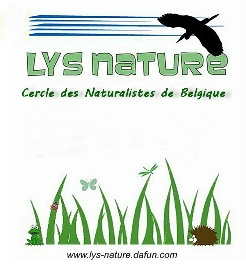 LYS NATURE
Cercle des Naturalistes de Belgique
www.lys-nature.dafun.com